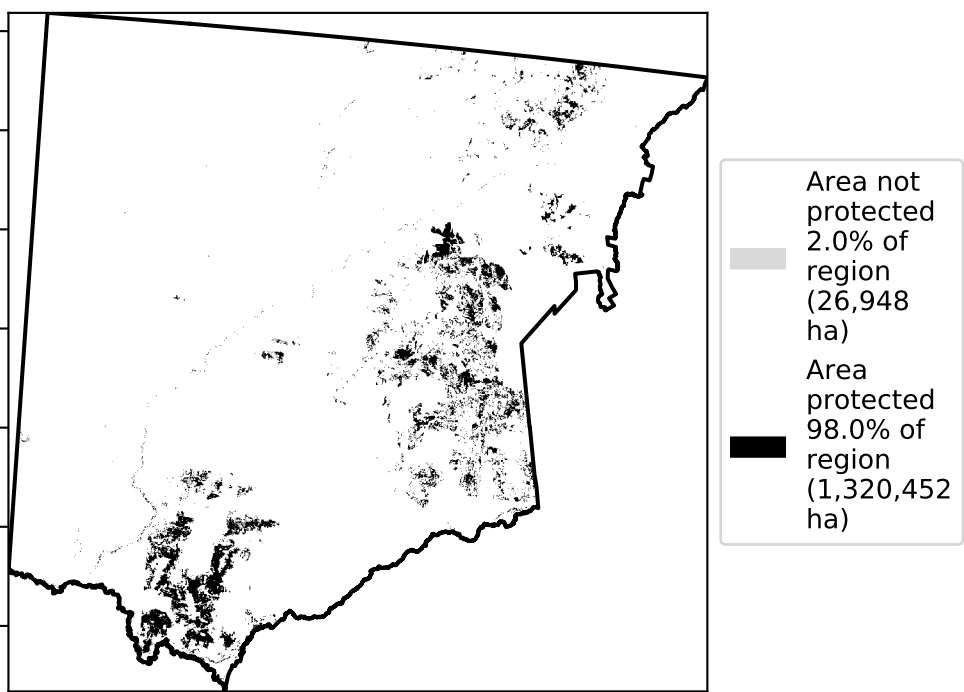 Area not
protected
2.0% of
region
(26,948
ha)
Area
protected
98.0% of
region
(1,320,452
ha)